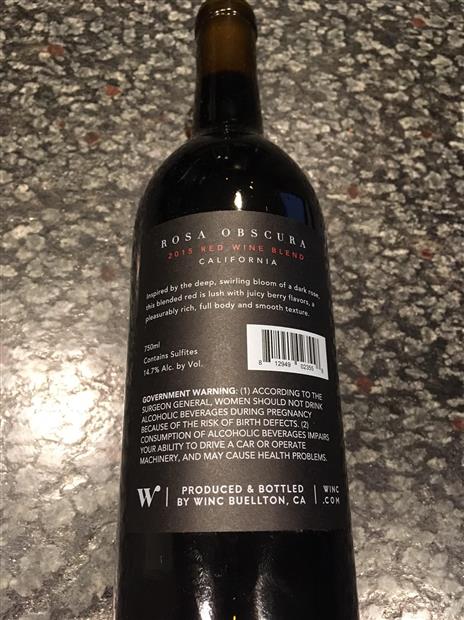 ROSA OBSCURA
2015 RED WINE BLEND
CALIFORNIA
Inspired by the deep, swirling bloom of a dark rose,
this blended red is lush with juicy berry flavors, a
pleasurably rich, full body and smooth texture.
750ml
Contains Sulfites
14.7% Alc. by Vol.
8 12949 02355 5
GOVERNMENT WARNING: (1) ACCORDING TO THE
SURGEON GENERAL, WOMEN SHOULD NOT DRINK
ALCOHOLIC BEVERAGES DURING PREGNANCY
BECAUSE OF THE RISK OF BIRTH DEFECTS. (2)
CONSUMPTION OF ALCOHOLIC BEVERAGES IMPAIRS
YOUR ABILITY TO DRIVE A CAR OR OPERATE
MACHINERY, AND MAY CAUSE HEALTH PROBLEMS.
W | PRODUCED & BOTTLED | WINC
BY WINC BUELLTON, CA | .COM